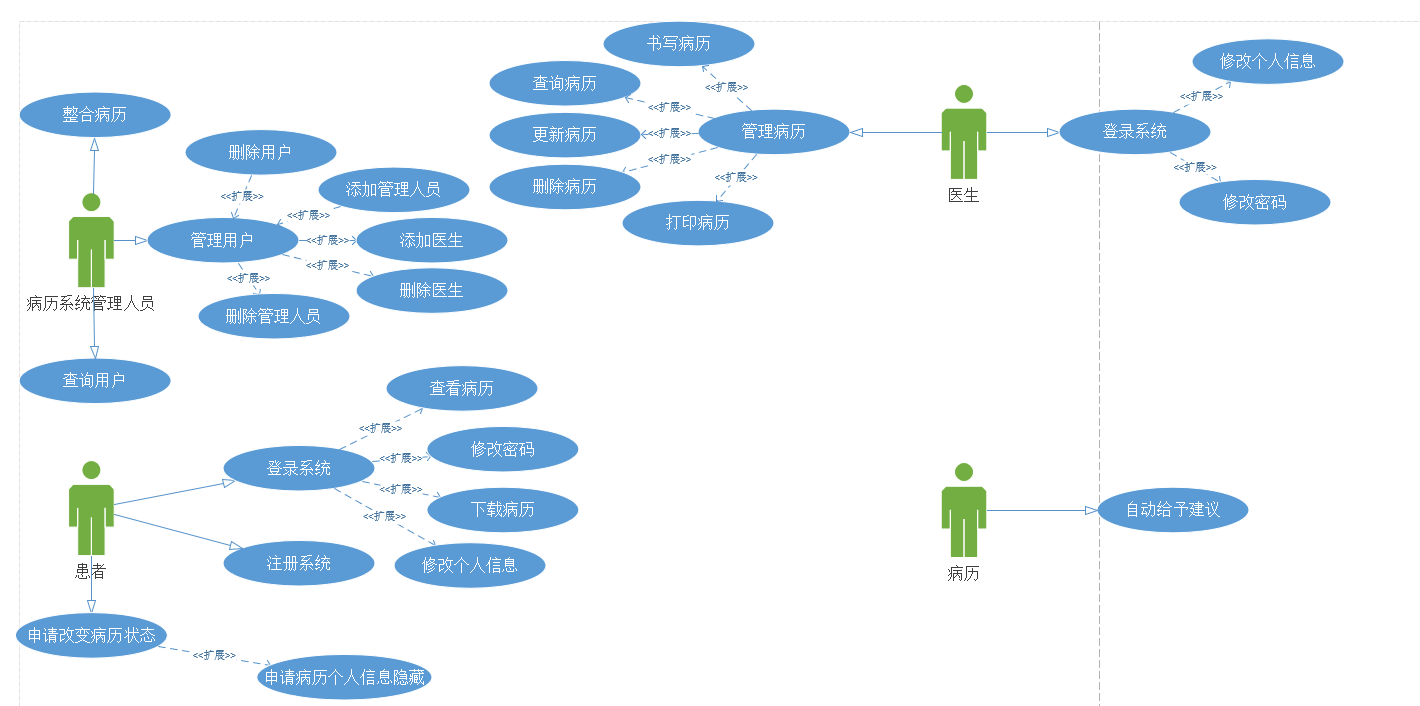 书写病历
修改个人信息
查询病历
<<扩展>>
<<扩展>>
整合病历
<<扩展>>
更新病历
<<扩展>>
管理病历
登录系统
删除用户
<<扩展>>
<<扩展>>
删除病历
<<扩展>>
修改密码
医生
添加管理人员
<<扩展>>
<<扩展>>
打印病历
管理用户
<<扩展>>
添加医生
<<扩展>>
<<扩展>>
删除医生
病历系统管理人员
删除管理人员
查询用户
查看病历
<<扩展>>
修改密码
<<扩展>>
登录系统
<<扩展>>
下载病历
自动给予建议
<<扩展>>
注册系统
修改个人信息
患者
病历
申请改变病历状态
<<扩展>>
申请病历个人信息隐藏